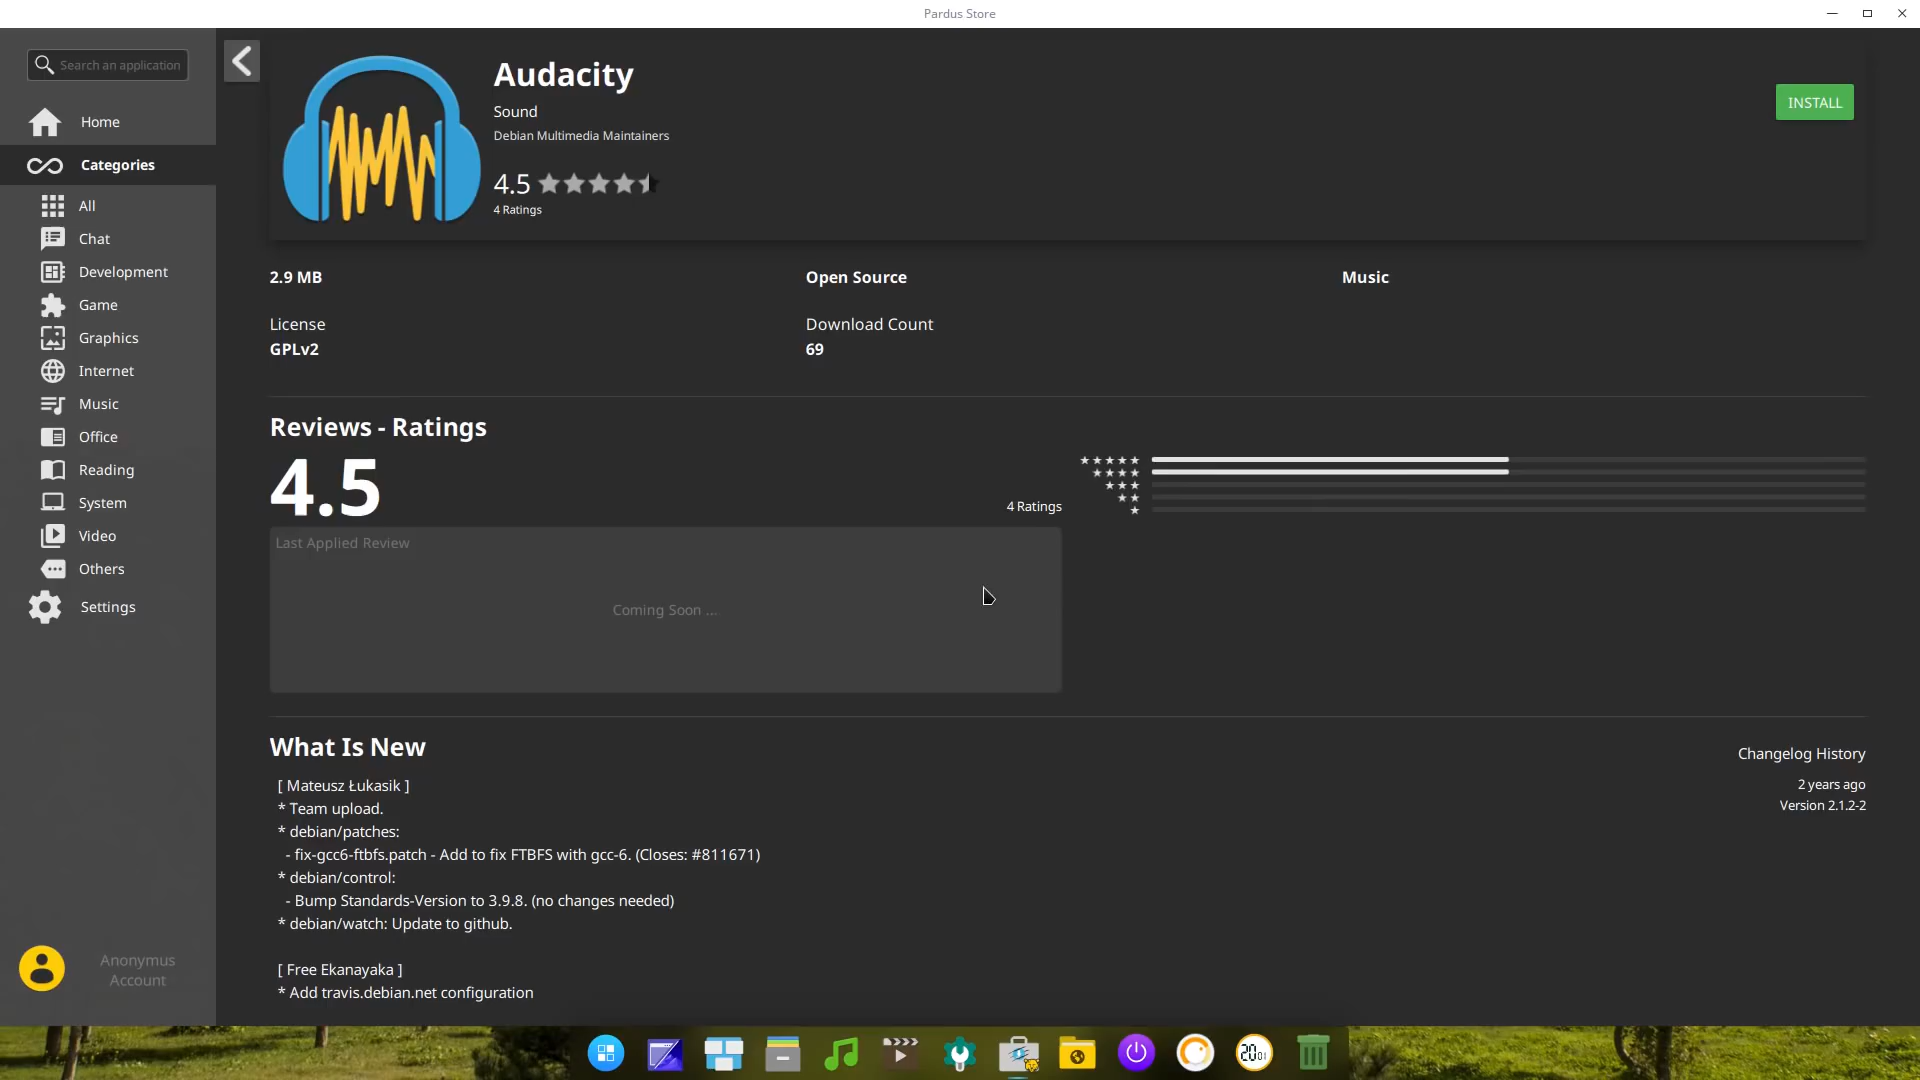 Pardus Store
Search an application
Home
Categories
All
Chat
Development
Game
Graphics
Internet
Music
Office
Reading
System
Video
Others
Settings
Anonymus
Account
Audacity
Sound
Debian Multimedia Maintainers
4.5
4 Ratings
INSTALL
2.9 MB
Open Source
Music
License
GPLv2
Download Count
69
Reviews - Ratings
4.5
4 Ratings
Last Applied Review
Coming Soon ...
What Is New
Changelog History
2 years ago
Version 2.1.2-2
[ Mateusz Łukasik ]
* Team upload.
* debian/patches:
- fix-gcc6-ftbfs.patch - Add to fix FTBFS with gcc-6. (Closes: #811671)
* debian/control:
- Bump Standards-Version to 3.9.8. (no changes needed)
* debian/watch: Update to github.
[ Free Ekanayaka ]
* Add travis.debian.net configuration
20:01